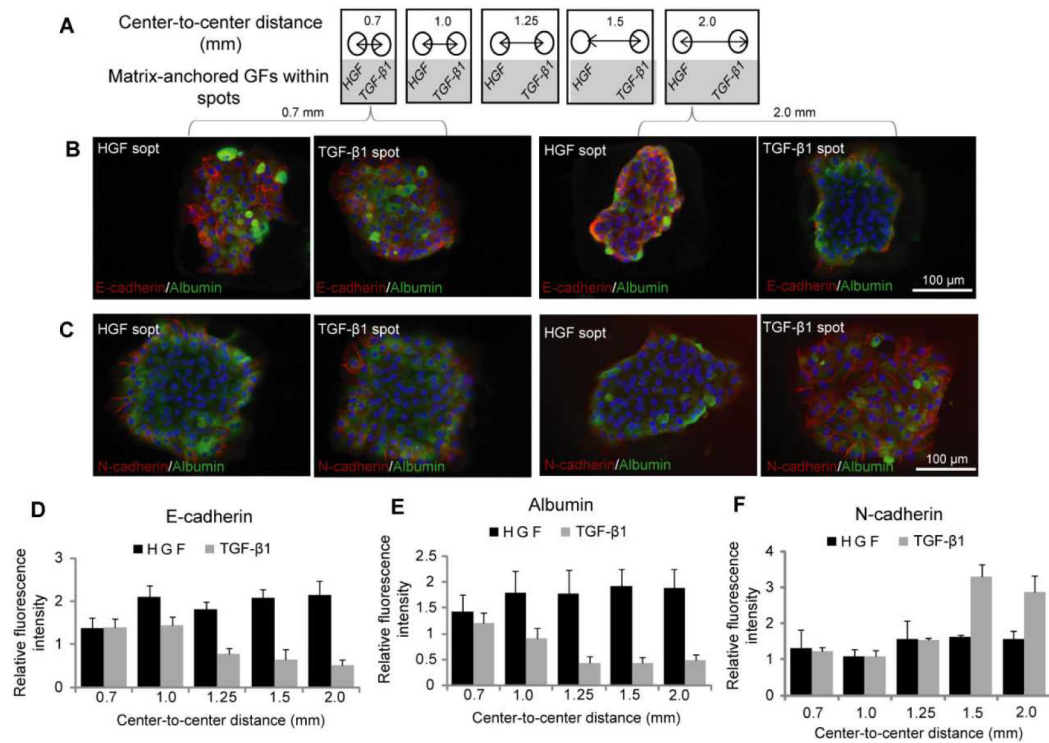 A
Center-to-center distance
(mm)
0.7
1.0
1.25
1.5
2.0
Matrix-anchored GFs within
spots
HGF
TGF-β1
HGF
TGF-β1
HGF
TGF-β1
HGF
TGF-β1
HGF
TGF-β1
0.7 mm
2.0 mm
B
HGF sopt
TGF-β1 spot
HGF sopt
TGF-β1 spot
E-cadherin/Albumin
E-cadherin/Albumin
E-cadherin/Albumin
E-cadherin/Albumin
100 µm
C
HGF sopt
TGF-β1 spot
HGF sopt
TGF-β1 spot
N-cadherin/Albumin
N-cadherin/Albumin
N-cadherin/Albumin
N-cadherin/Albumin
100 µm
D
E-cadherin
HGF
TGF-β1
Relative fluorescence
intensity
3
2
1
0
0.7 1.0 1.25 1.5 2.0
Center-to-center distance (mm)
E
Albumin
HGF
TGF-β1
Relative fluorescence
intensity
2.5
2
1.5
1
0.5
0
0.7 1.0 1.25 1.5 2.0
Center-to-center distance (mm)
F
N-cadherin
HGF
TGF-β1
Relative fluorescence
intensity
4
3
2
1
0
0.7 1.0 1.25 1.5 2.0
Center-to-center distance (mm)